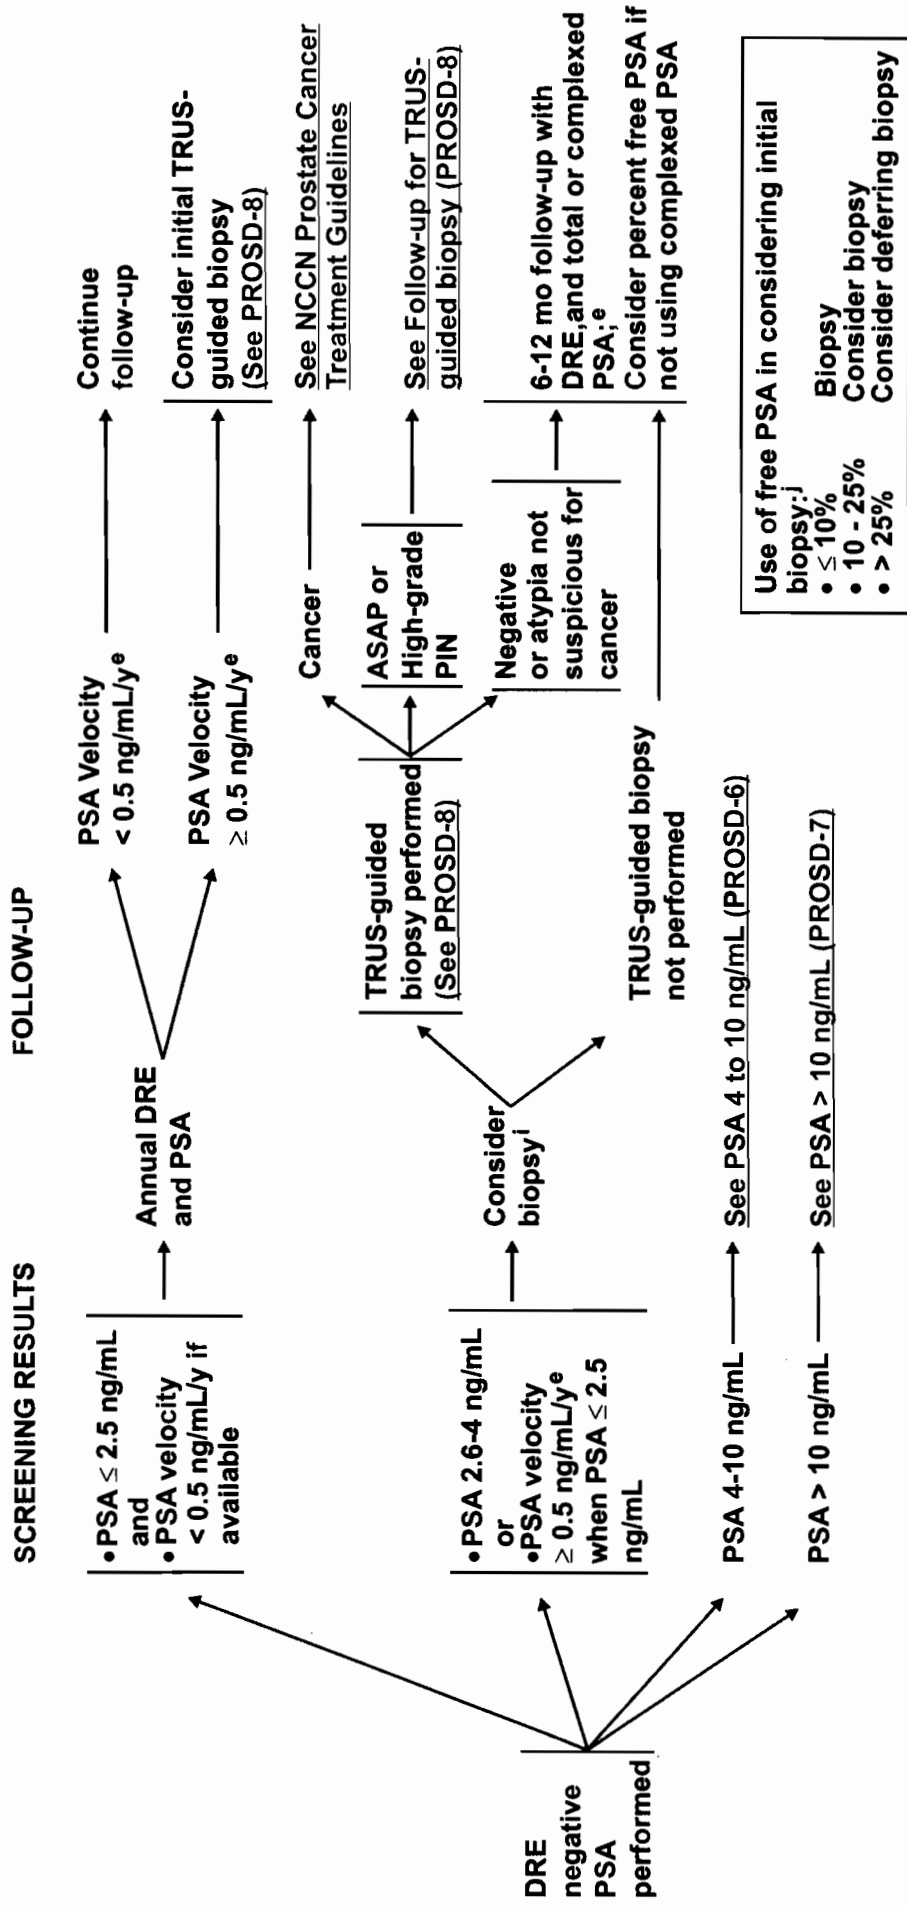 SCREENING RESULTS
FOLLOW-UP
DRE
negative
PSA
performed
• PSA ≤ 2.5 ng/mL
and
• PSA velocity
< 0.5 ng/mL/y if
available
Annual DRE
and PSA
PSA Velocity
< 0.5 ng/mL/yᵉ
Continue
follow-up
PSA Velocity
≥ 0.5 ng/mL/yᵉ
Consider initial TRUS-
guided biopsy
(See PROSD-8)
• PSA 2.6-4 ng/mL
or
•PSA velocity
≥ 0.5 ng/mL/yᵉ
when PSA ≤ 2.5
ng/mL
Consider
biopsyⁱ
TRUS-guided
biopsy performed
(See PROSD-8)
Cancer
See NCCN Prostate Cancer
Treatment Guidelines
ASAP or
High-grade
PIN
See Follow-up for TRUS-
guided biopsy (PROSD-8)
Negative
or atypia not
suspicious for
cancer
6-12 mo follow-up with
DRE,and total or complexed
PSA;ᵉ
Consider percent free PSA if
not using complexed PSA
TRUS-guided biopsy
not performed
PSA 4-10 ng/mL
See PSA 4 to 10 ng/mL (PROSD-6)
PSA > 10 ng/mL
See PSA > 10 ng/mL (PROSD-7)
Use of free PSA in considering initial
biopsy:ʲ
• ≤ 10% Biopsy
• 10 - 25% Consider biopsy
• > 25% Consider deferring biopsy